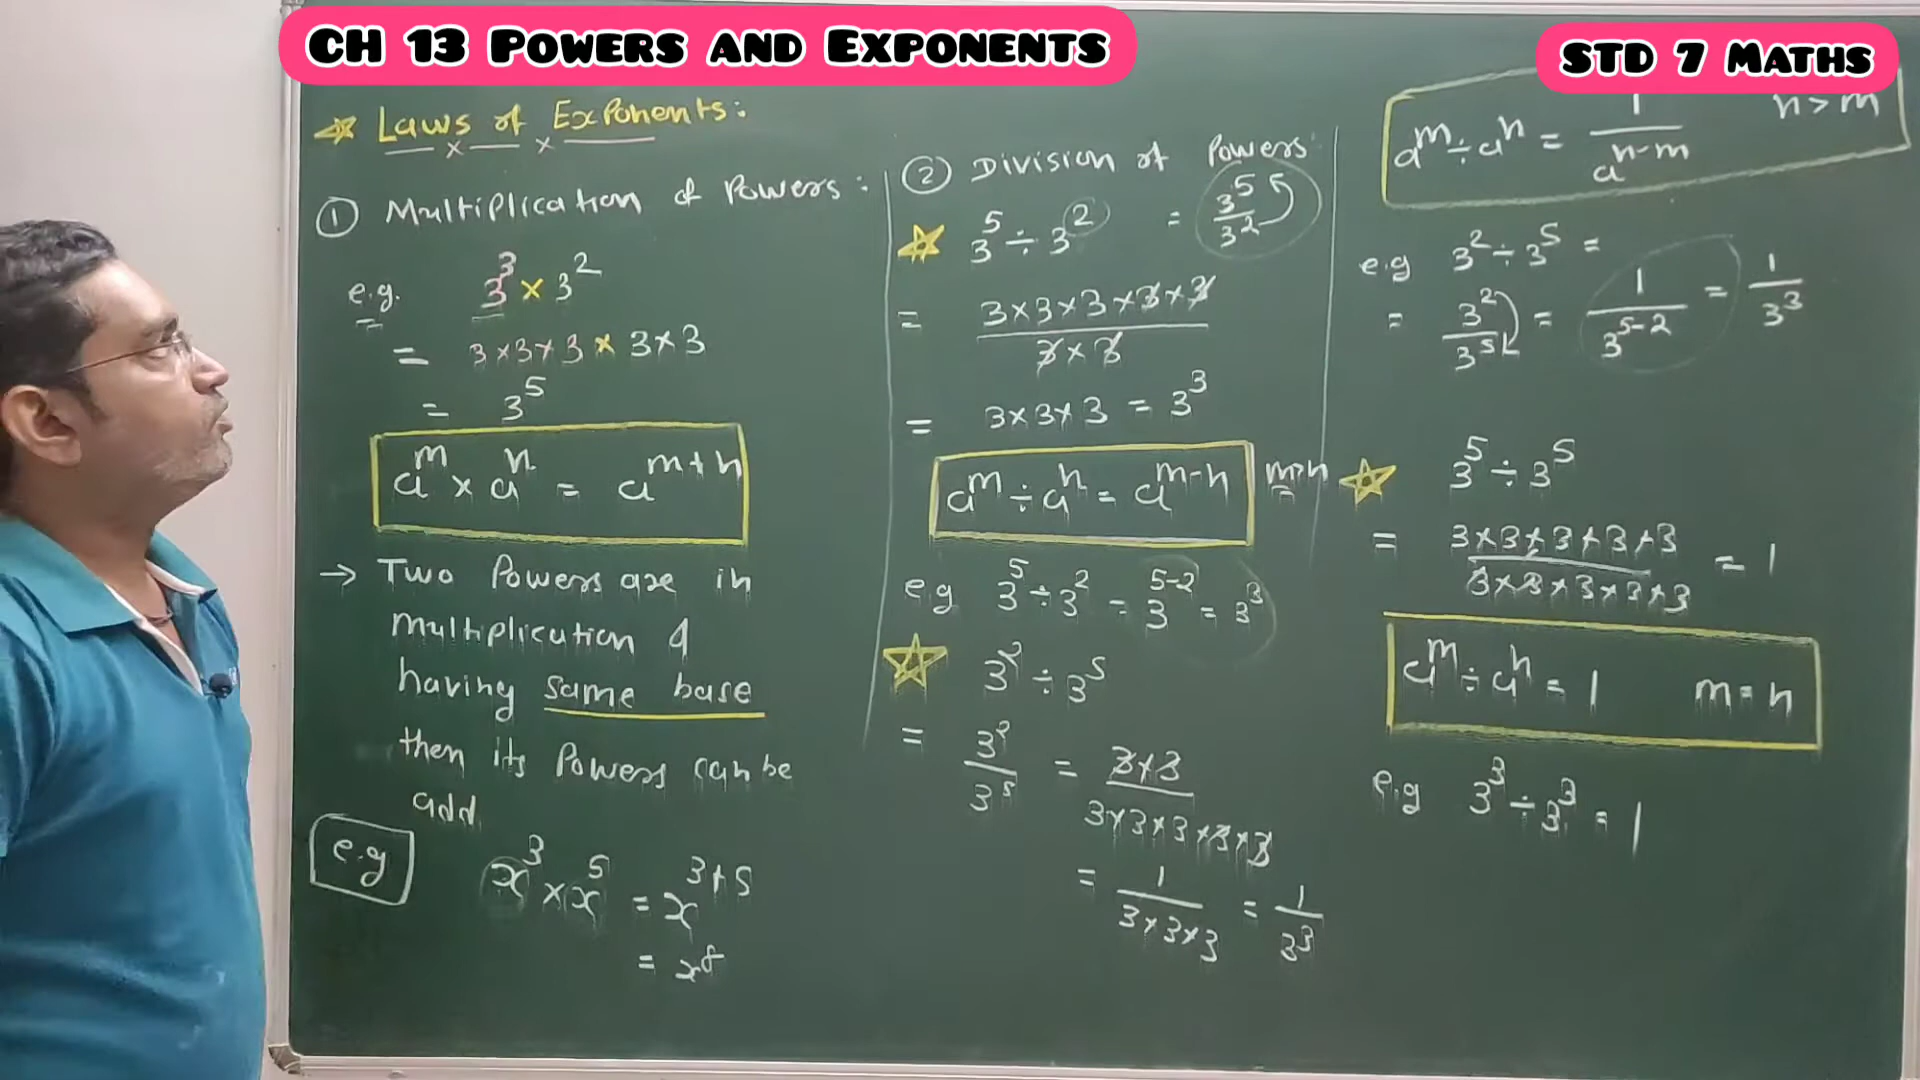 CH 13 POWERS AND EXPONENTS
STD 7 MATHS
Laws of Exponents:
① Multiplication of Powers:
e.g. 3³ × 3²
= 3×3×3 × 3×3
= 3⁵
aᵐ × aⁿ = aᵐ⁺ⁿ
→ Two Powers are in
multiplication &
having same base
then its Powers can be
add
e.g x³ × x⁵ = x³⁺⁵
= x⁸
② Division of Powers
3⁵ ÷ 3² = 3⁵/3²
= 3×3×3×3×3 / 3×3
= 3×3×3 = 3³
aᵐ ÷ aⁿ = aᵐ⁻ⁿ m>n
e.g 3⁵ ÷ 3² = 3⁵⁻² = 3³
3² ÷ 3⁵
= 3²/3⁵ = 3×3 / 3×3×3×3×3
= 1/3×3×3 = 1/3³
aᵐ ÷ aⁿ = 1/aⁿ⁻ᵐ n>m
e.g 3² ÷ 3⁵ =
= 3²/3⁵ = 1/3⁵⁻² = 1/3³
3⁵ ÷ 3⁵
= 3×3×3×3×3 / 3×3×3×3×3 = 1
aᵐ ÷ aⁿ = 1 m = n
e.g 3³ ÷ 3³ = 1